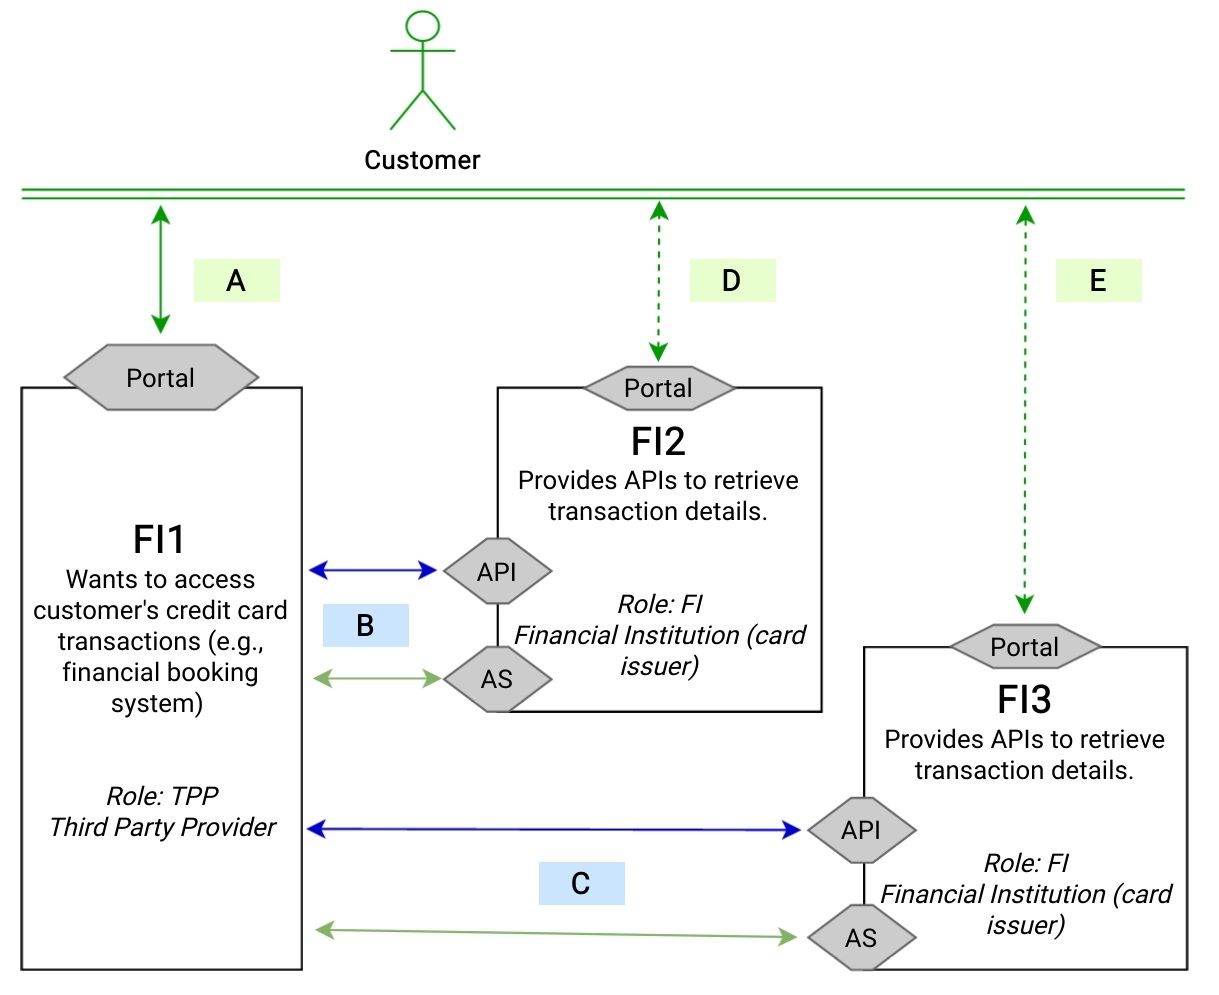 Customer
A
D
E
Portal
Portal
FI2
Provides APIs to retrieve
transaction details.
FI1
Wants to access
customer's credit card
transactions (e.g.,
financial booking
system)
API
B
Role: FI
Financial Institution (card
issuer)
AS
Portal
FI3
Provides APIs to retrieve
transaction details.
Role: TPP
Third Party Provider
API
C
Role: FI
Financial Institution (card
issuer)
AS